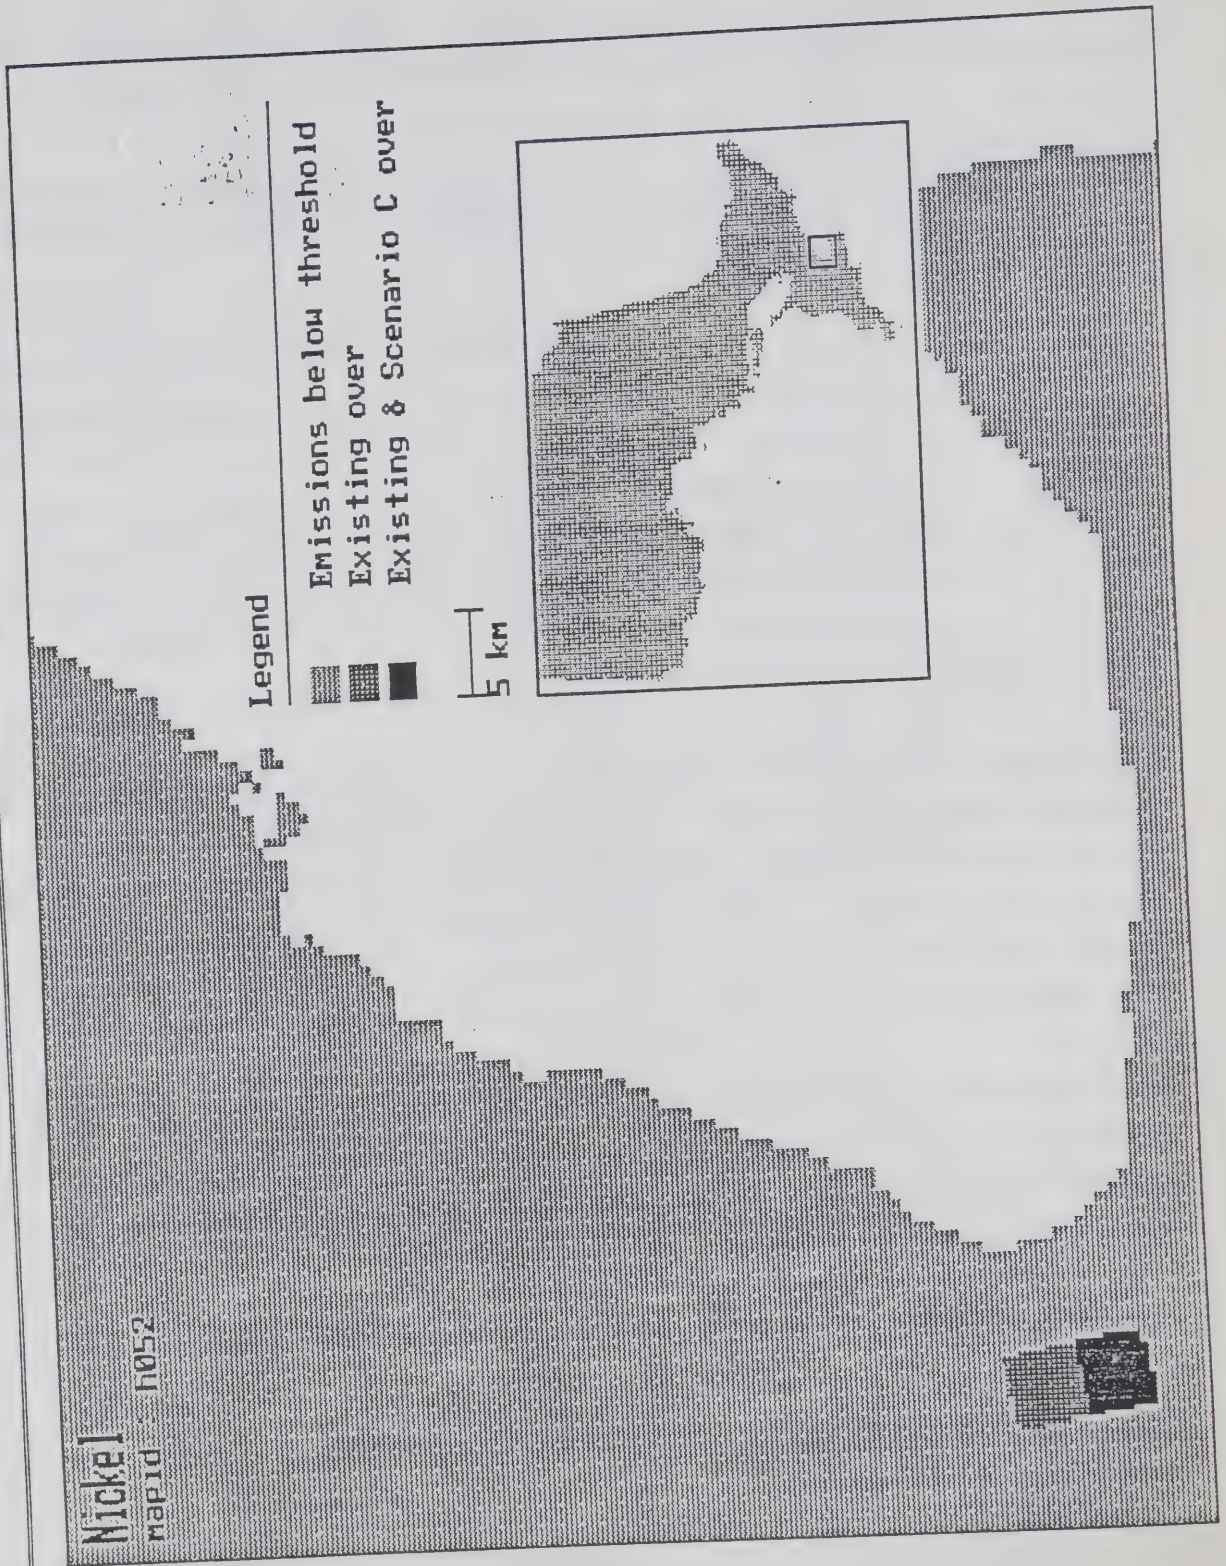 Nickel
mapid : h052
Legend
Emissions below threshold
Existing over
Existing & Scenario C over
5 km